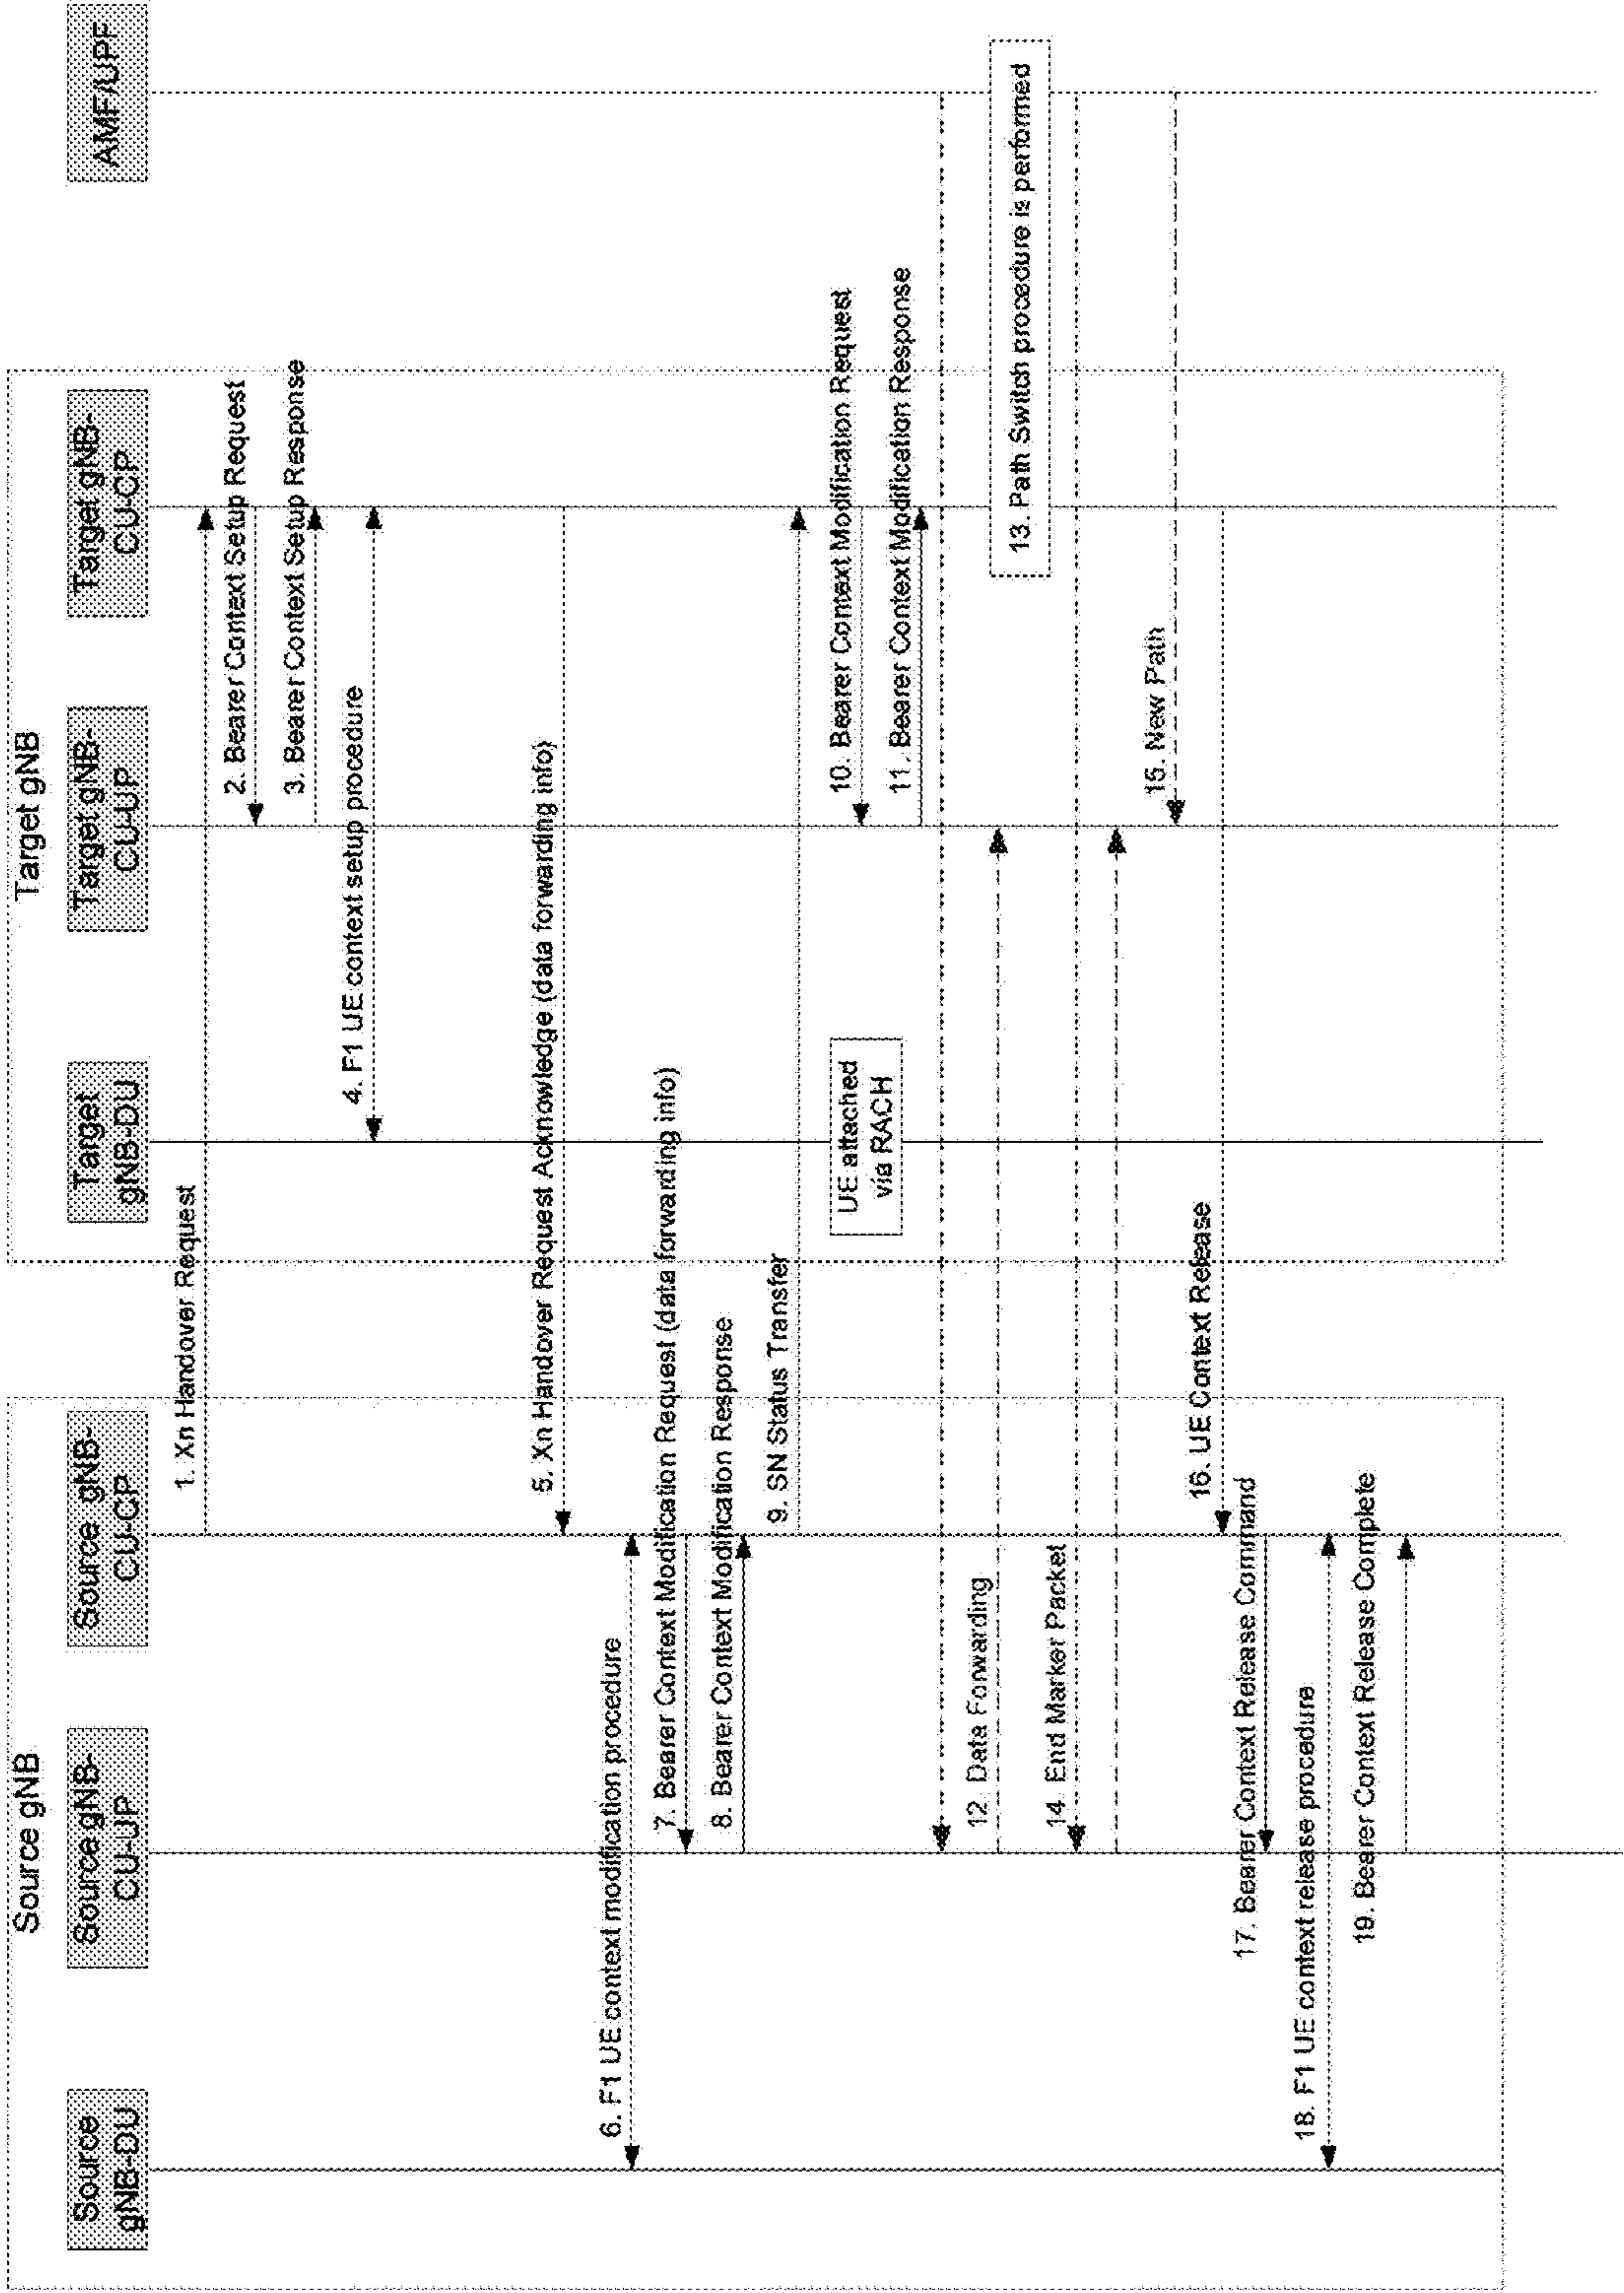 Source gNB
Target gNB
Source
gNB-DU
Source gNB-
CU-UP
Source gNB-
CU-CP
Target
gNB-DU
Target gNB-
CU-UP
Target gNB-
CU-CP
AMF/UPF
1. Xn Handover Request
2. Bearer Context Setup Request
3. Bearer Context Setup Response
4. F1 UE context setup procedure
5. Xn Handover Request Acknowledge (data forwarding info)
6. F1 UE context modification procedure
7. Bearer Context Modification Request (data forwarding info)
8. Bearer Context Modification Response
9. SN Status Transfer
UE attached
via RACH
10. Bearer Context Modification Request
11. Bearer Context Modification Response
12. Data Forwarding
13. Path Switch procedure is performed
14. End Marker Packet
15. New Path
16. UE Context Release
17. Bearer Context Release Command
18. F1 UE context release procedure
19. Bearer Context Release Complete